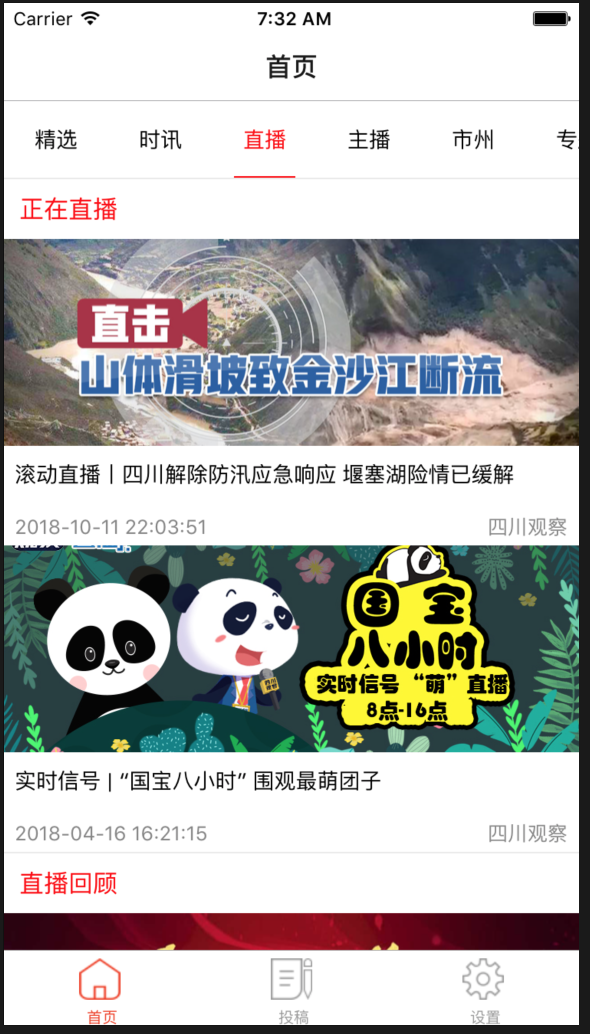 Carrier
7:32 AM
首页
精选 时讯 直播 主播 市州
正在直播
直击
山体滑坡致金沙江断流
滚动直播丨四川解除防汛应急响应 堰塞湖险情已缓解
2018-10-11 22:03:51 四川观察
国宝
八小时
实时信号“萌”直播
8点-16点
实时信号 | “国宝八小时” 围观最萌团子
2018-04-16 16:21:15 四川观察
直播回顾
首页 投稿 设置